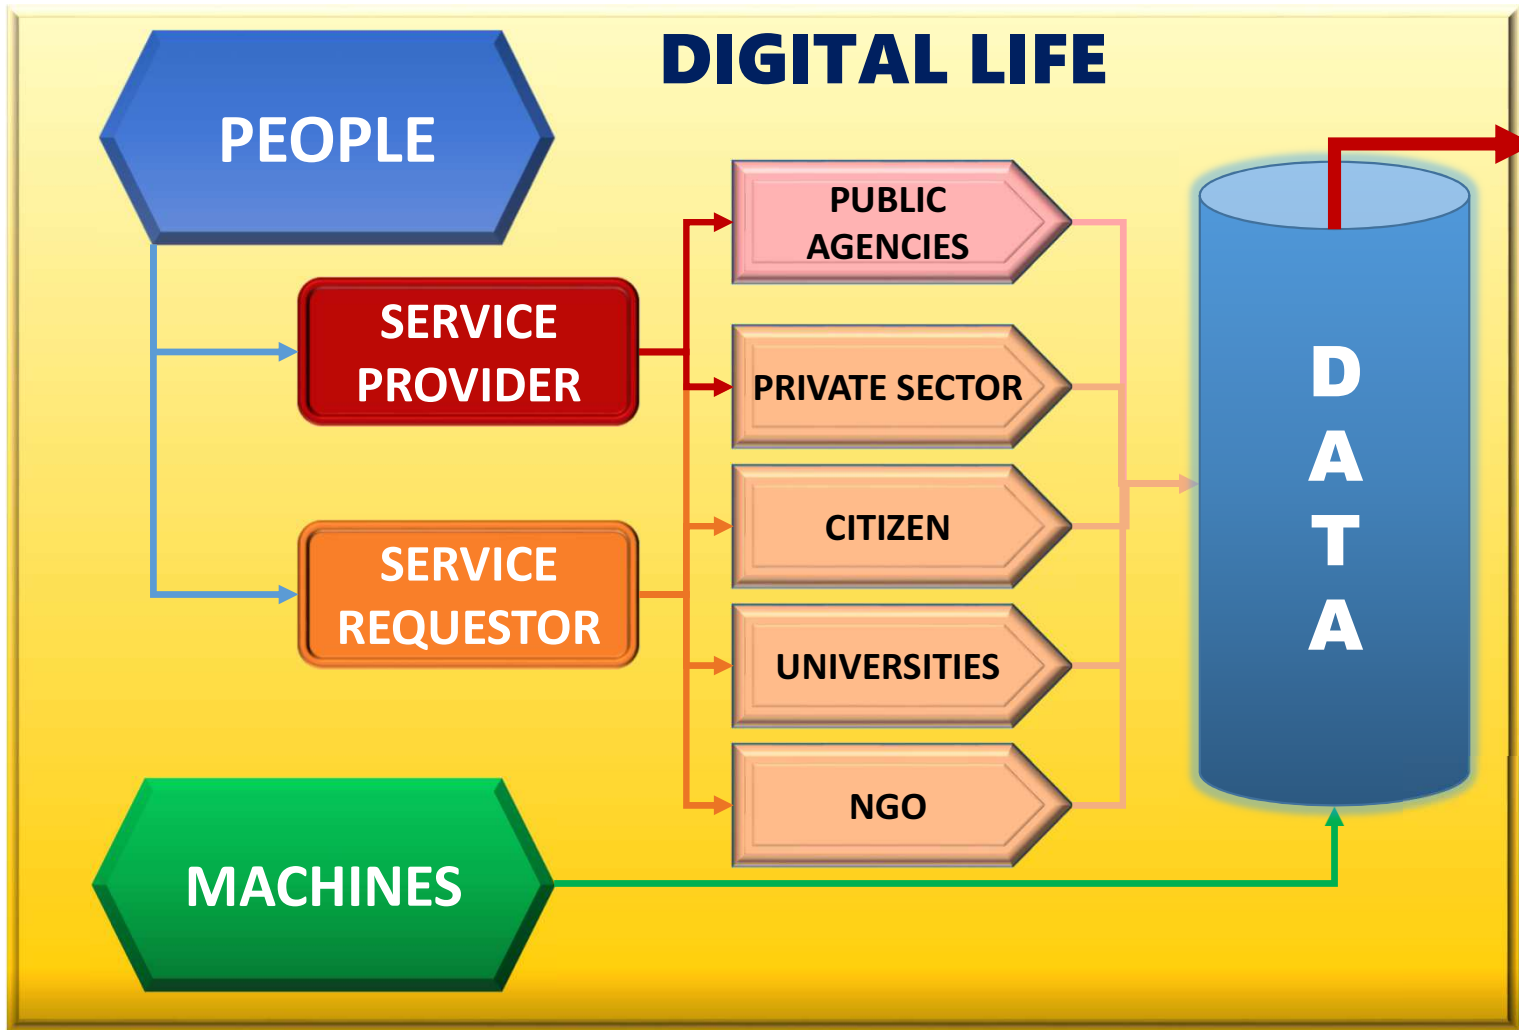 DIGITAL LIFE
PEOPLE
SERVICE
PROVIDER
SERVICE
REQUESTOR
MACHINES
PUBLIC
AGENCIES
PRIVATE SECTOR
CITIZEN
UNIVERSITIES
NGO
D
A
T
A